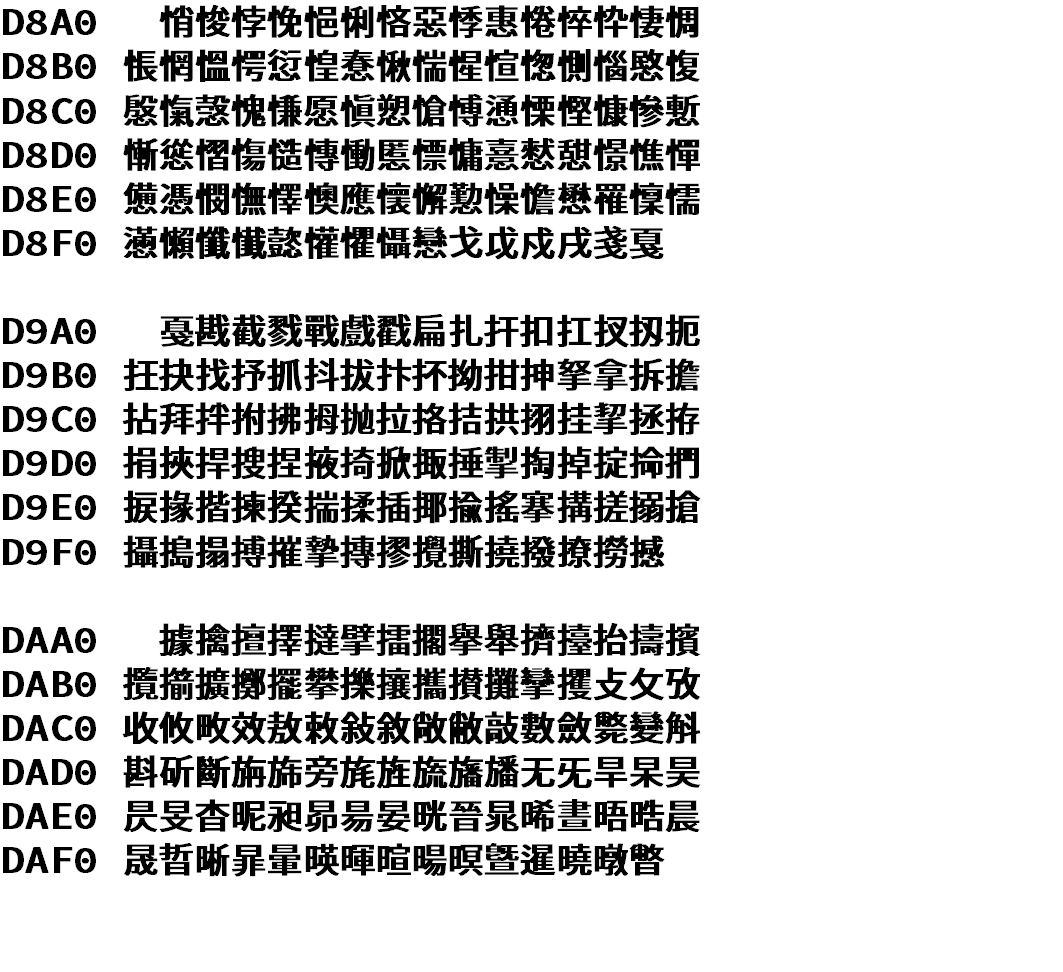 D8A0 悄悛悖悗悒悧悋惡悸惠惓悴忰悽惆
D8B0 悵惘慍愕愆惶惷愀惴惺愃愡惻惱愍愎
D8C0 慇愾愨愧慊愿愼愬愴愽慂慄慳慷慘慙
D8D0 慚慫慴慯慥慱慟慝慓慵憙憖憇憬憔憚
D8E0 憊憑憫憮懌懊應懷懈懃懆憺懋罹懍懦
D8F0 懣懶懺懴懿懽懼懾戀戈戉戍戌戔戛
D9A0 戞戡截戮戰戲戳扁扎扞扣扛扠扨扼
D9B0 抂抉找抒抓抖拔抃抔拗拑抻拏拿拆擔
D9C0 拈拜拌拊拂拇抛拉挌拮拱挧挂挈拯拵
D9D0 捐挾捍搜捏掖掎掀掫捶掣掏掉掟掵捫
D9E0 捩掾揩揀揆揣揉插揶揄搖搴搆搓搦搶
D9F0 攝搗搨搏摧摯摶摎攪撕撓撥撩撈撼
DAA0 據擒擅擇撻擘擂擱擧舉擠擡抬擣擯
DAB0 攬擶擴擲擺攀擽攘攜攅攤攣攫攴攵攷
DAC0 收攸畋效敖敕敍敘敞敝敲數斂斃變斛
DAD0 斟斫斷旃旆旁旄旌旒旛旙无旡旱杲昊
DAE0 昃旻杳昵昶昴昜晏晄晉晁晞晝晤晧晨
DAF0 晟晢晰暃暈暎暉暄暘暝曁暹曉暾暼